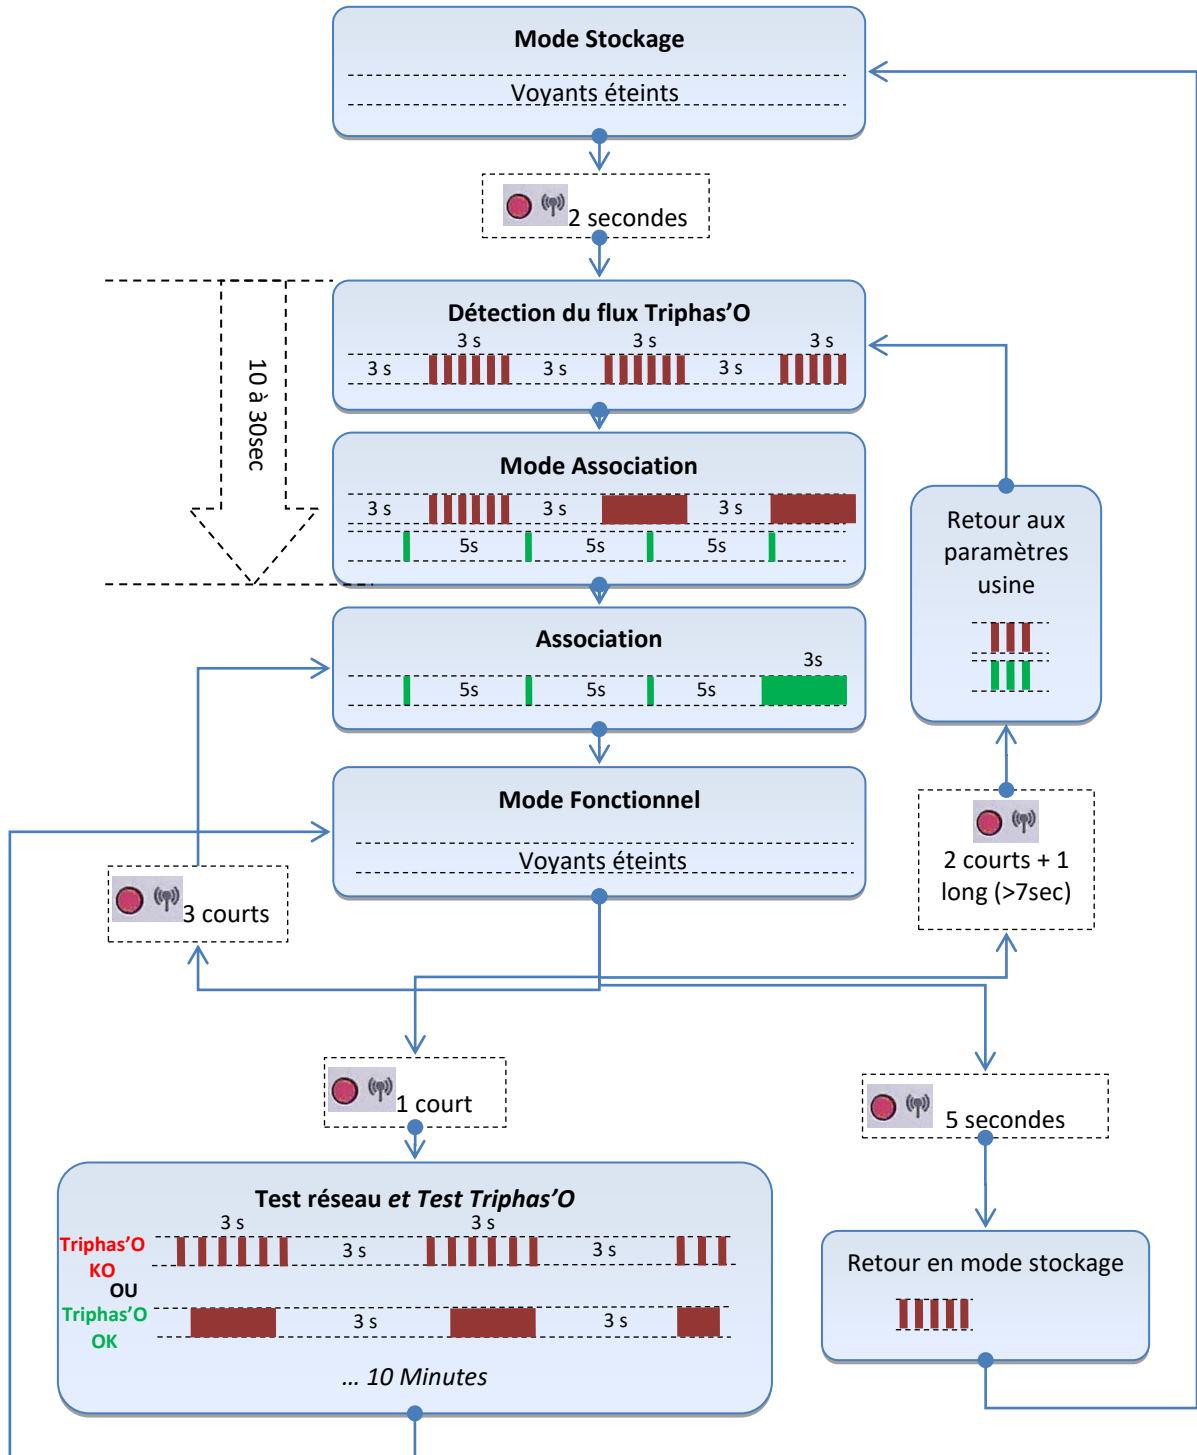 Mode Stockage
Voyants éteints
2 secondes
Détection du flux Triphas’O
3 s 3 s 3 s
3 s 3 s 3 s
10 à 30sec
Mode Association
3 s 3 s 3 s
5s 5s 5s
Retour aux
paramètres
usine
Association
3s
5s 5s 5s
Mode Fonctionnel
Voyants éteints
3 courts
2 courts + 1
long (>7sec)
1 court
5 secondes
Test réseau et Test Triphas’O
3 s 3 s
Triphas’O
KO
3 s 3 s
OU
Triphas’O
OK
3 s 3 s
... 10 Minutes
Retour en mode stockage